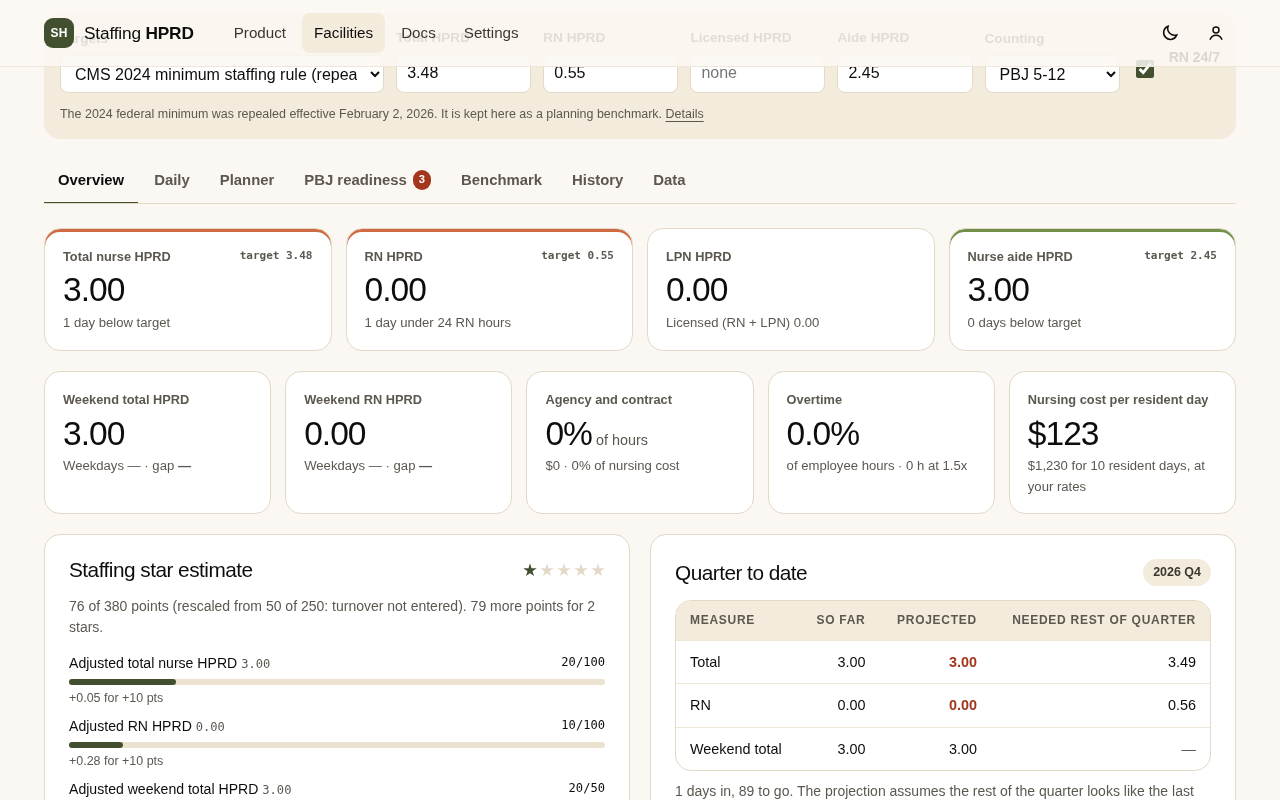 SH Staffing HPRD Product Facilities Docs Settings
Targets Total HPRD RN HPRD Licensed HPRD Aide HPRD Counting RN 24/7
CMS 2024 minimum staffing rule (repea 3.48 0.55 none 2.45 PBJ 5-12
The 2024 federal minimum was repealed effective February 2, 2026. It is kept here as a planning benchmark. Details
Overview Daily Planner PBJ readiness 3 Benchmark History Data
Total nurse HPRD target 3.48
3.00
1 day below target
RN HPRD target 0.55
0.00
1 day under 24 RN hours
LPN HPRD
0.00
Licensed (RN + LPN) 0.00
Nurse aide HPRD target 2.45
3.00
0 days below target
Weekend total HPRD
3.00
Weekdays — · gap —
Weekend RN HPRD
0.00
Weekdays — · gap —
Agency and contract
0% of hours
$0 · 0% of nursing cost
Overtime
0.0%
of employee hours · 0 h at 1.5x
Nursing cost per resident day
$123
$1,230 for 10 resident days, at
your rates
Staffing star estimate ★★★★★
76 of 380 points (rescaled from 50 of 250: turnover not entered). 79 more points for 2
stars.
Adjusted total nurse HPRD 3.00 20/100
+0.05 for +10 pts
Adjusted RN HPRD 0.00 10/100
+0.28 for +10 pts
Adjusted weekend total HPRD 3.00 20/50
Quarter to date 2026 Q4
MEASURE SO FAR PROJECTED NEEDED REST OF QUARTER
Total 3.00 3.00 3.49
RN 0.00 0.00 0.56
Weekend total 3.00 3.00 —
1 days in, 89 to go. The projection assumes the rest of the quarter looks like the last